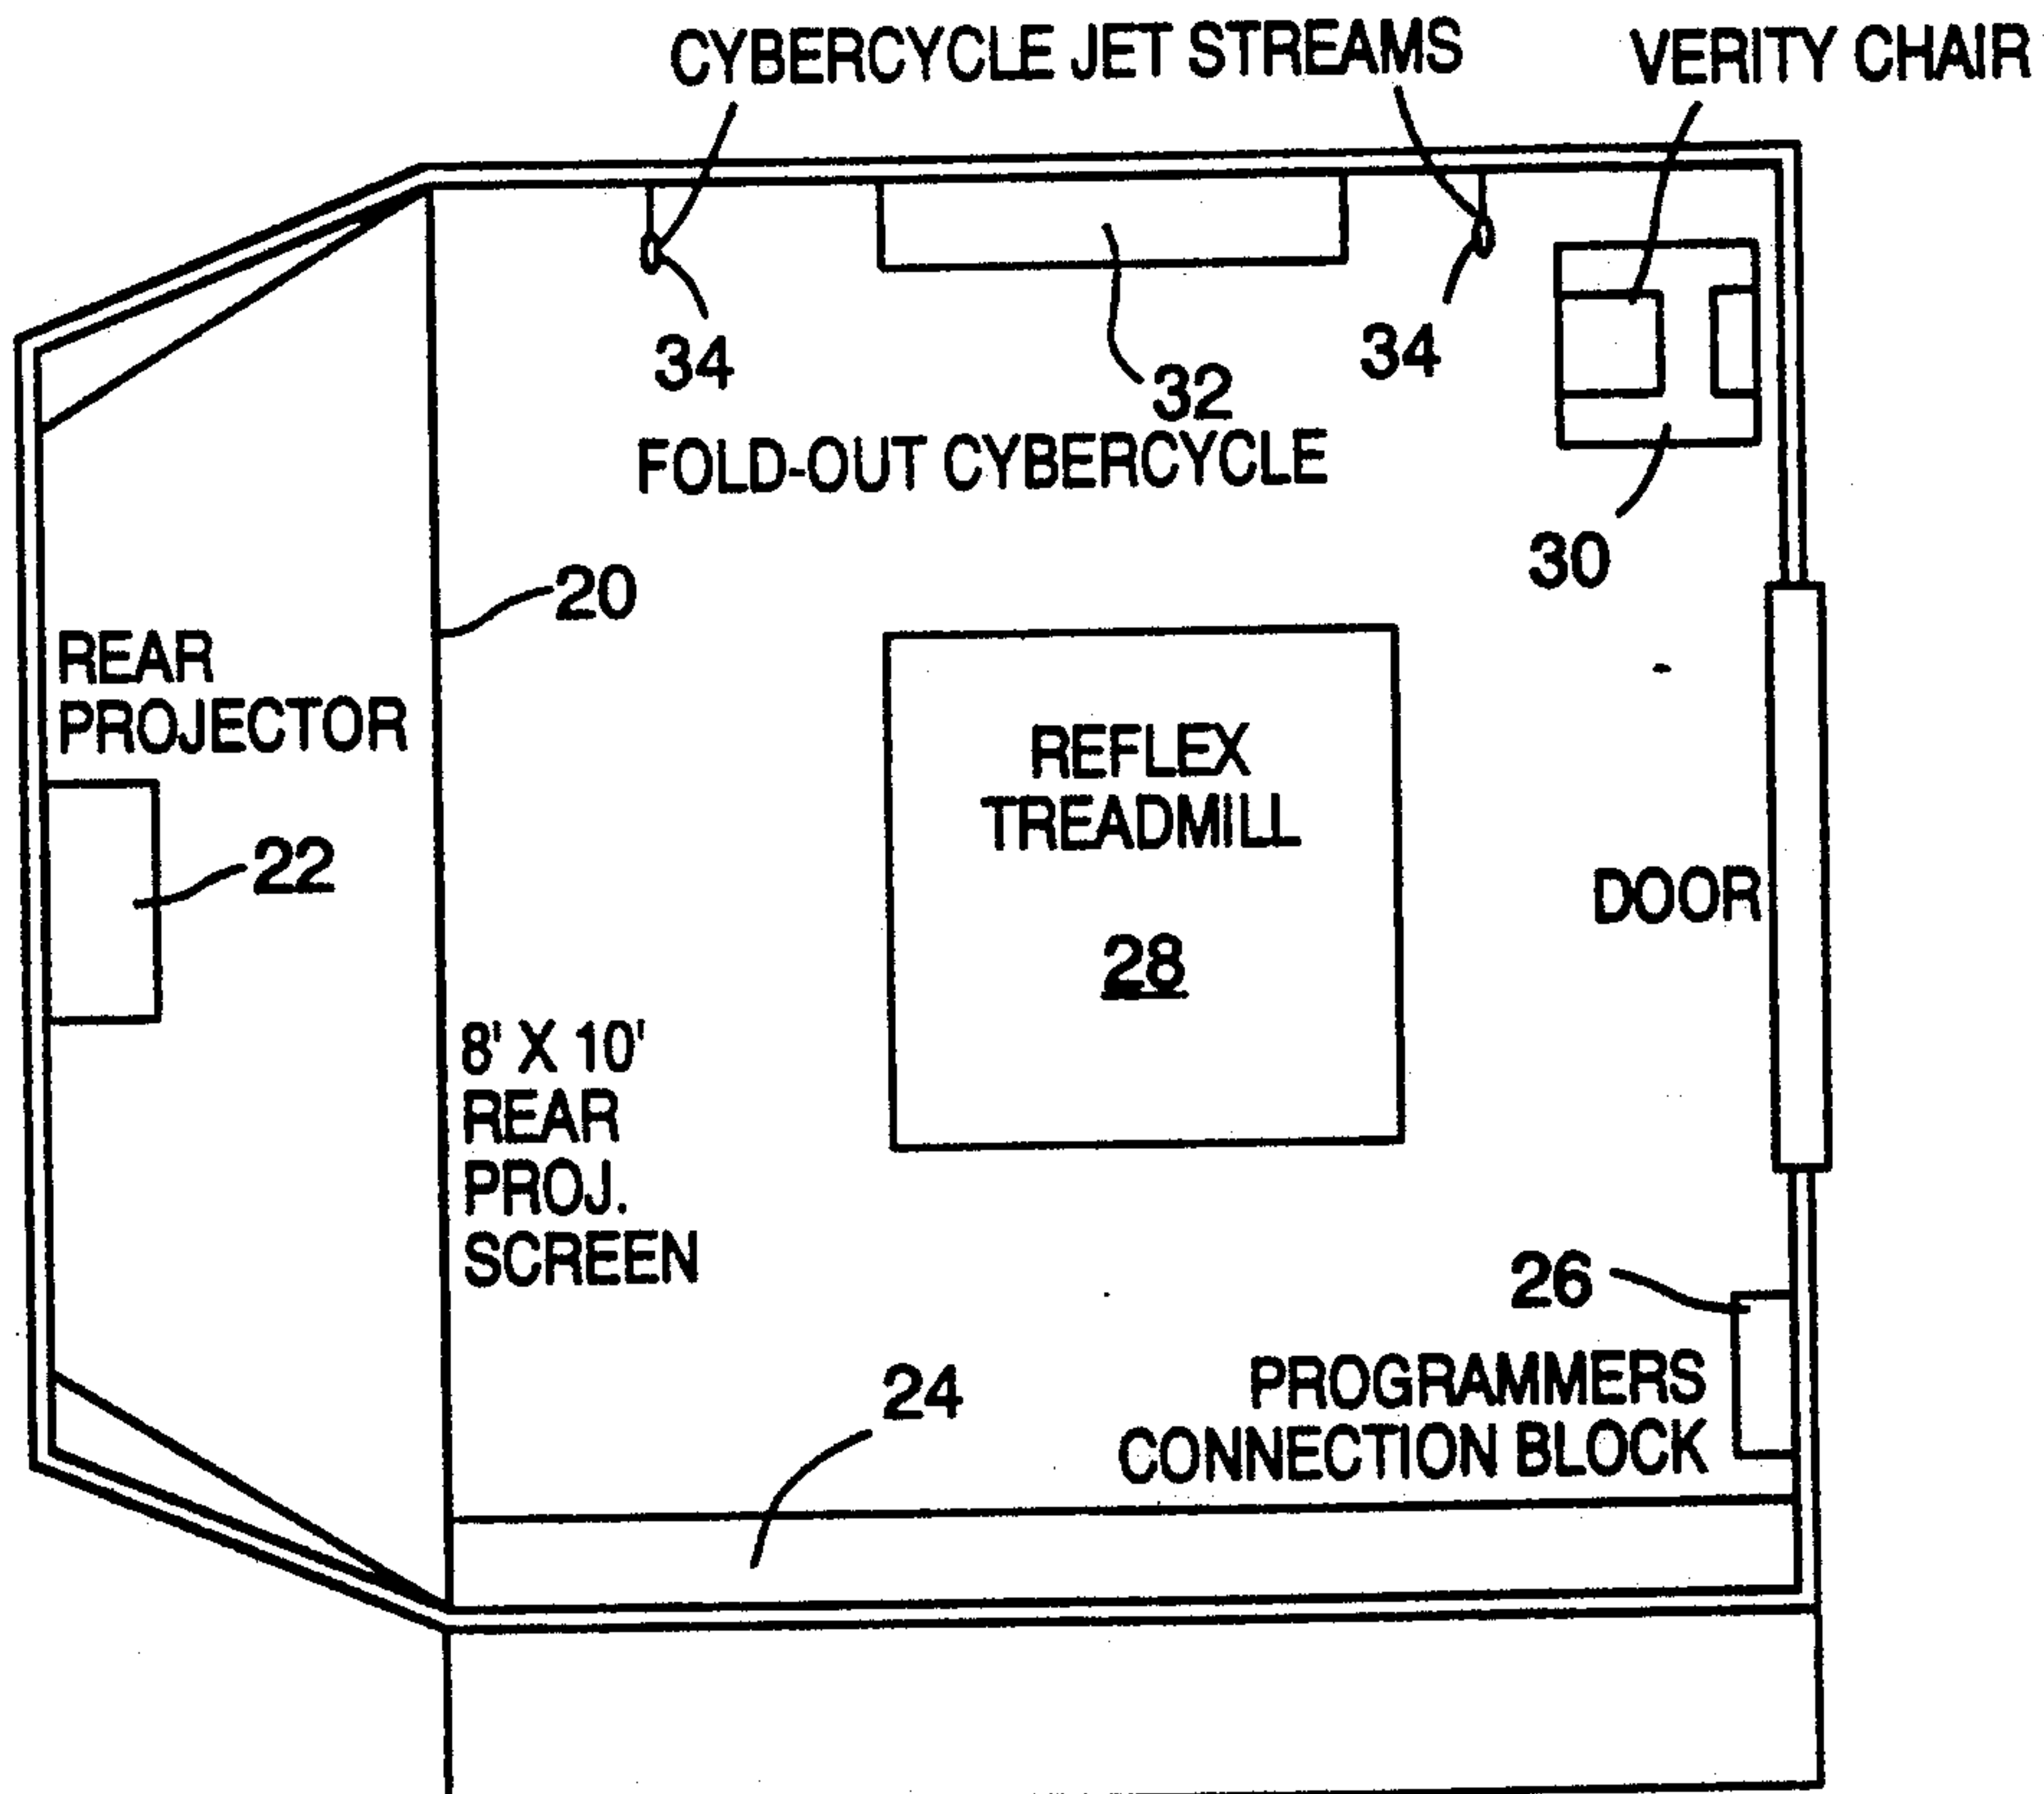 CYBERCYCLE JET STREAMS
VERITY CHAIR
34
32
34
FOLD-OUT CYBERCYCLE
30
20
REAR
PROJECTOR
REFLEX
TREADMILL
22
28
DOOR
8' X 10'
REAR
PROJ.
SCREEN
26
24
PROGRAMMERS
CONNECTION BLOCK